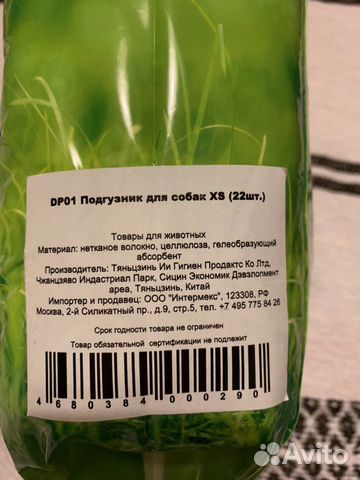 DP01 Подгузник для собак XS (22шт.)
Товары для животных
Материал: нетканое волокно, целлюлоза, гелеобразующий
абсорбент
Производитель: Тяньцзинь Ии Гигиен Продактс Ко Лтд,
Чжанцзяво Индастриал Парк, Сицин Экономик Дэвэлопмент
ареа, Тяньцзинь, Китай
Импортер и продавец: ООО "Интермекс", 123308, РФ
Москва, 2-й Силикатный пр., д.9, стр.5, тел. +7 495 775 84 26
Срок годности товара не ограничен
Товар обязательной сертификации не подлежит
4 680384 000290
Avito